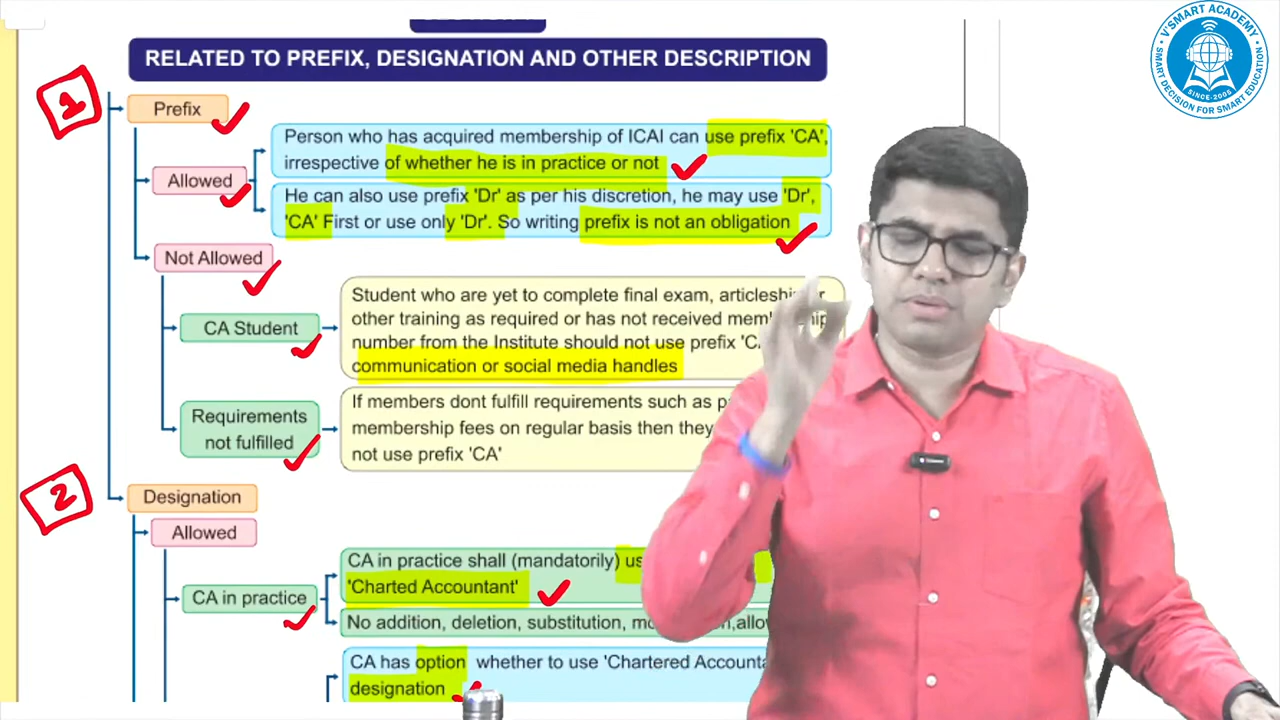 RELATED TO PREFIX, DESIGNATION AND OTHER DESCRIPTION
1
Prefix
Allowed
Person who has acquired membership of ICAI can use prefix 'CA',
irrespective of whether he is in practice or not
He can also use prefix 'Dr' as per his discretion, he may use 'Dr',
'CA' First or use only 'Dr'. So writing prefix is not an obligation
Not Allowed
CA Student
Student who are yet to complete final exam,
other training as required or has not received
number from the Institute should not use prefix
communication or social media handles
Requirements
not fulfilled
If members dont fulfill requirements such as
membership fees on regular basis then they
not use prefix 'CA'
2
Designation
Allowed
CA in practice
CA in practice shall (mandatorily)
'Charted Accountant'
No addition, deletion, substitution,
CA has option whether to use 'Chartered
designation
V'SMART ACADEMY
SMART DECISION FOR SMART EDUCATION
SINCE-2005